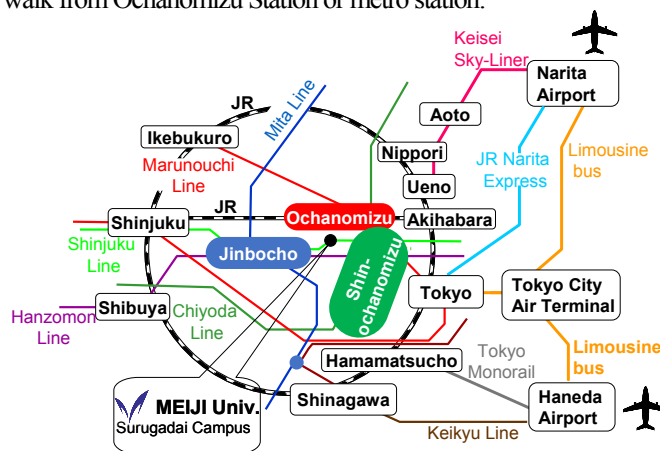 walk from Ochanomizu Station or metro station.
Keisei
Sky-Liner
Narita
Airport
JR
Mita Line
Aoto
Ikebukuro
Nippori
Marunouchi
Line
JR Narita
Express
Limousine
bus
Ueno
JR
Ochanomizu
Akihabara
Shinjuku
Shinjuku
Line
Jinbocho
Shin-
ochanomizu
Tokyo
Tokyo City
Air Terminal
Shibuya
Hanzomon
Line
Chiyoda
Line
Hamamatsucho
Tokyo
Monorail
Limousine
bus
MEIJI Univ.
Surugadai Campus
Shinagawa
Haneda
Airport
Keikyu Line